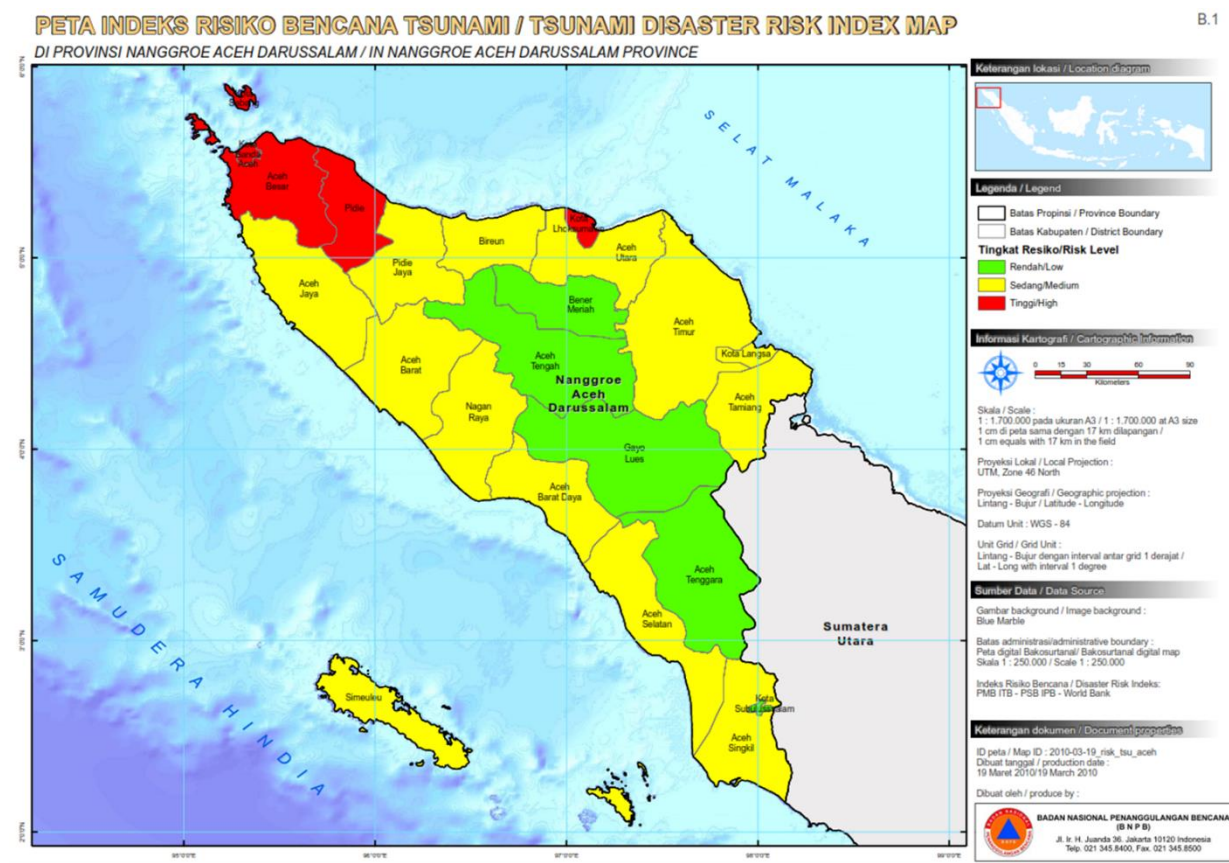 PETA INDEKS RISIKO BENCANA TSUNAMI / TSUNAMI DISASTER RISK INDEX MAP
B.1
DI PROVINSI NANGGROE ACEH DARUSSALAM / IN NANGGROE ACEH DARUSSALAM PROVINCE
SELAT MALAKA
Kota
Banda
Aceh
Aceh
Besar
Pidie
Kota
Lhokseumawe
Bireun
Aceh
Utara
Pidie
Jaya
Aceh
Jaya
Bener
Meriah
Aceh
Timur
Kota Langsa
Aceh
Barat
Aceh
Tengah
Nanggroe
Aceh
Darussalam
Aceh
Tamiang
Nagan
Raya
Gayo
Lues
Aceh
Barat Daya
Aceh
Tenggara
Aceh
Selatan
Sumatera
Utara
SAMUDERA HINDIA
Simeuleu
Kota
Aceh
Singkil
Keterangan lokasi / Location diagram
Legenda / Legend
Batas Propinsi / Province Boundary
Batas Kabupaten / District Boundary
Tingkat Resiko/Risk Level
Rendah/Low
Sedang/Medium
Tinggi/High
Informasi Kartografi / Cartographic Information
0 15 30 60 90
Kilometers
Skala / Scale :
1 : 1.700.000 pada ukuran A3 / 1 : 1.700.000 at A3 size
1 cm di peta sama dengan 17 km dilapangan /
1 cm equals with 17 km in the field
Proyeksi Lokal / Local Projection :
UTM, Zone 46 North
Proyeksi Geografi / Geographic projection :
Lintang - Bujur / Latitude - Longitude
Datum Unit : WGS - 84
Unit Grid / Grid Unit :
Lintang - Bujur dengan interval antar grid 1 derajat /
Lat - Long with interval 1 degree
Sumber Data / Data Source
Gambar background / Image background :
Blue Marble
Batas administrasi/administrative boundary :
Peta digital Bakosurtanal/ Bakosurtanal digital map
Skala 1 : 250.000 / Scale 1 : 250.000
Indeks Risiko Bencana / Disaster Risk Indeks:
PMB ITB - PSB IPB - World Bank
Keterangan dokumen / Document properties
ID peta / Map ID : 2010-03-19_risk_tsu_aceh
Dibuat tanggal / production date :
19 Maret 2010/19 March 2010
Dibuat oleh / produce by :
BADAN NASIONAL PENANGGULANGAN BENCANA
(B N P B)
Jl. Ir. H. Juanda 36. Jakarta 10120 Indonesia
Telp. 021 345.8400, Fax. 021 345.8500